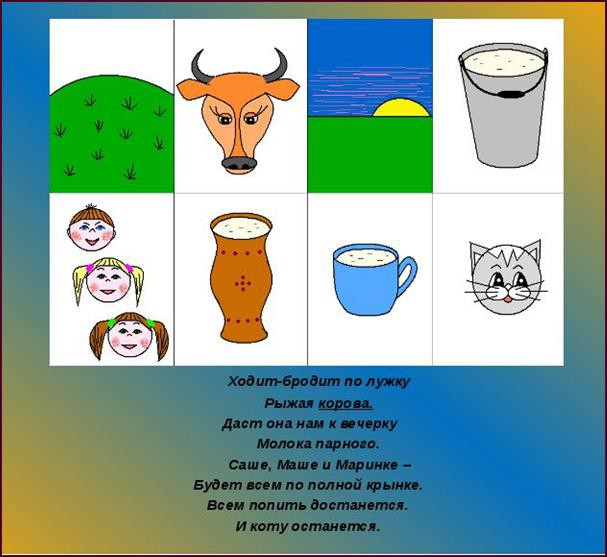 Ходит-бродит по лужку
Рыжая корова.
Даст она нам к вечерку
Молока парного.
Саше, Маше и Маринке –
Будет всем по полной крынке.
Всем попить достанется.
И коту останется.